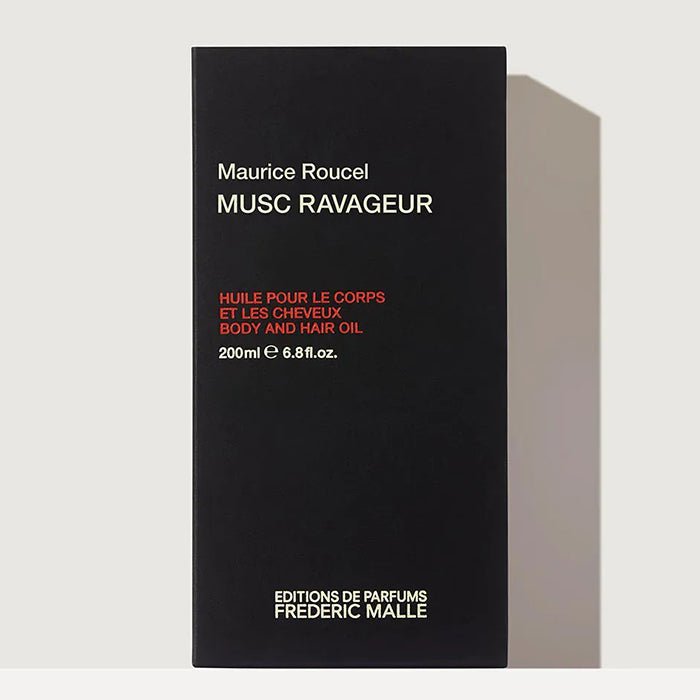 Maurice Roucel
MUSC RAVAGEUR
HUILE POUR LE CORPS
ET LES CHEVEUX
BODY AND HAIR OIL
200ml ℮ 6.8fl.oz.
EDITIONS DE PARFUMS
FREDERIC MALLE